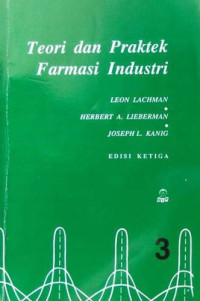 Teori dan Praktek
Farmasi Industri
LEON LACHMAN
HERBERT A. LIEBERMAN
JOSEPH L. KANIG
EDISI KETIGA
3